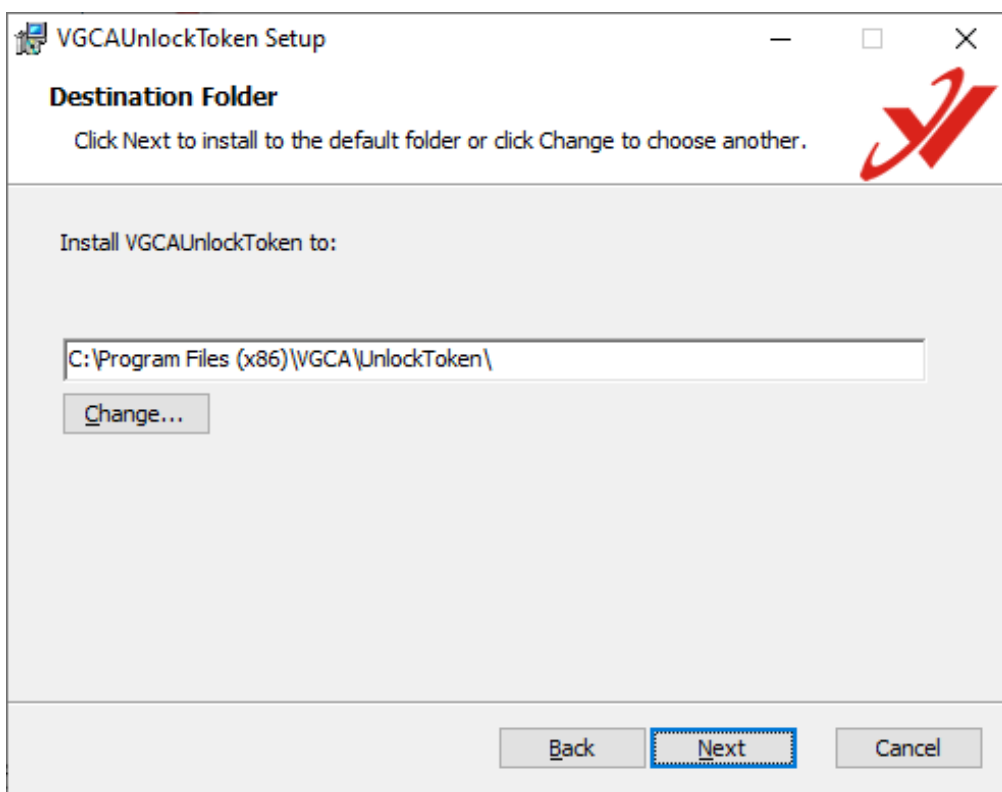 VGCAUnlockToken Setup
Destination Folder
Click Next to install to the default folder or click Change to choose another.
Install VGCAUnlockToken to:
C:\Program Files (x86)\VGCA\UnlockToken\
Change...
Back Next Cancel